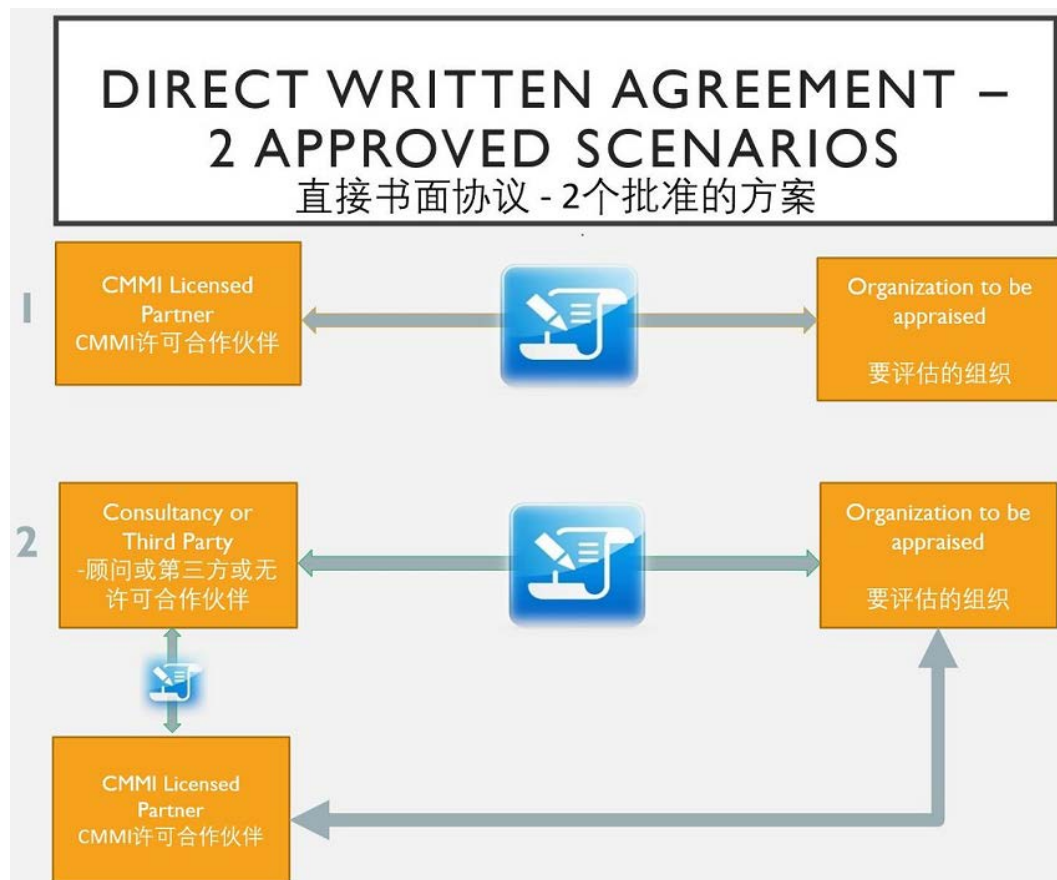 DIRECT WRITTEN AGREEMENT –
2 APPROVED SCENARIOS
直接书面协议 - 2个批准的方案
1
CMMI Licensed
Partner
CMMI许可合作伙伴
Organization to be
appraised
要评估的组织
2
Consultancy or
Third Party
-顾问或第三方或无
许可合作伙伴
Organization to be
appraised
要评估的组织
CMMI Licensed
Partner
CMMI许可合作伙伴